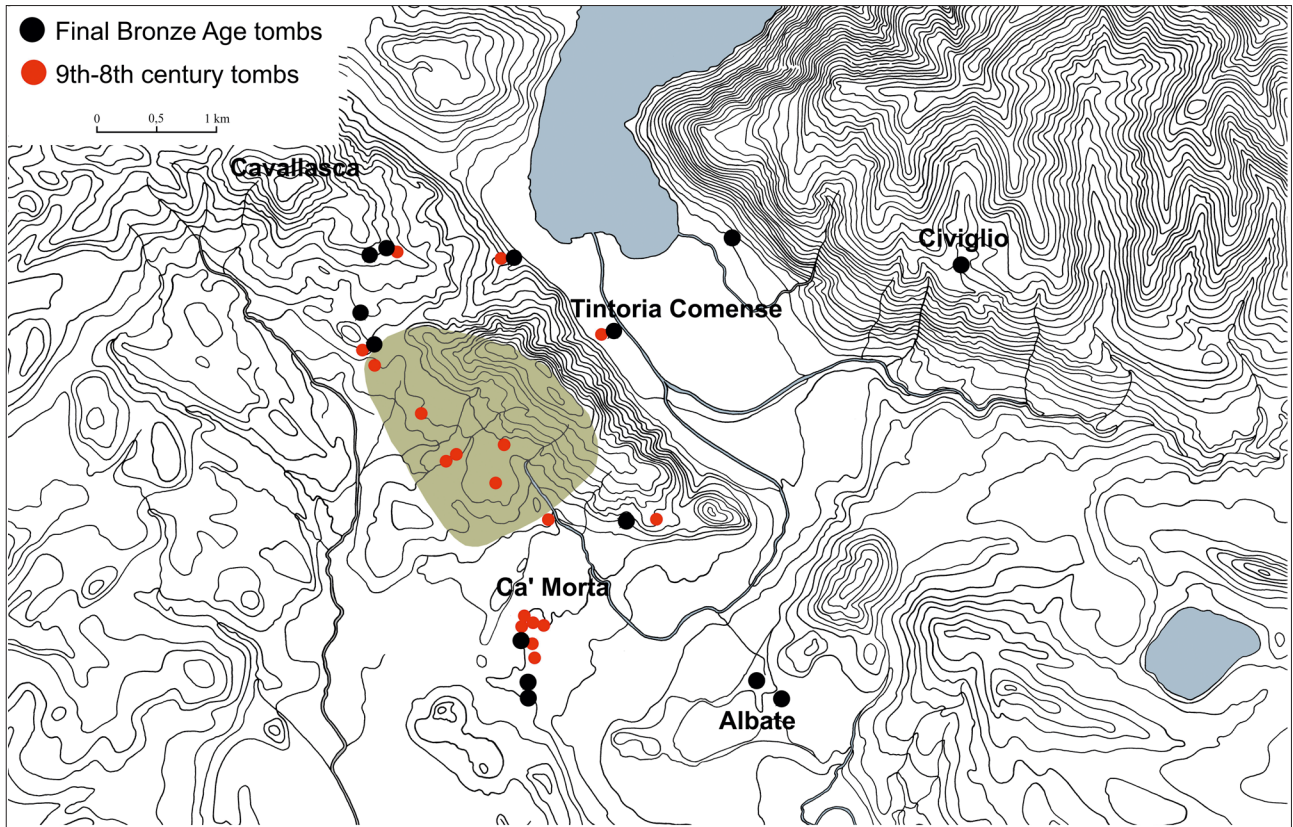 Final Bronze Age tombs
9th-8th century tombs
0 0,5 1 km
Cavallasca
Civiglio
Tintoria Comense
Ca' Morta
Albate